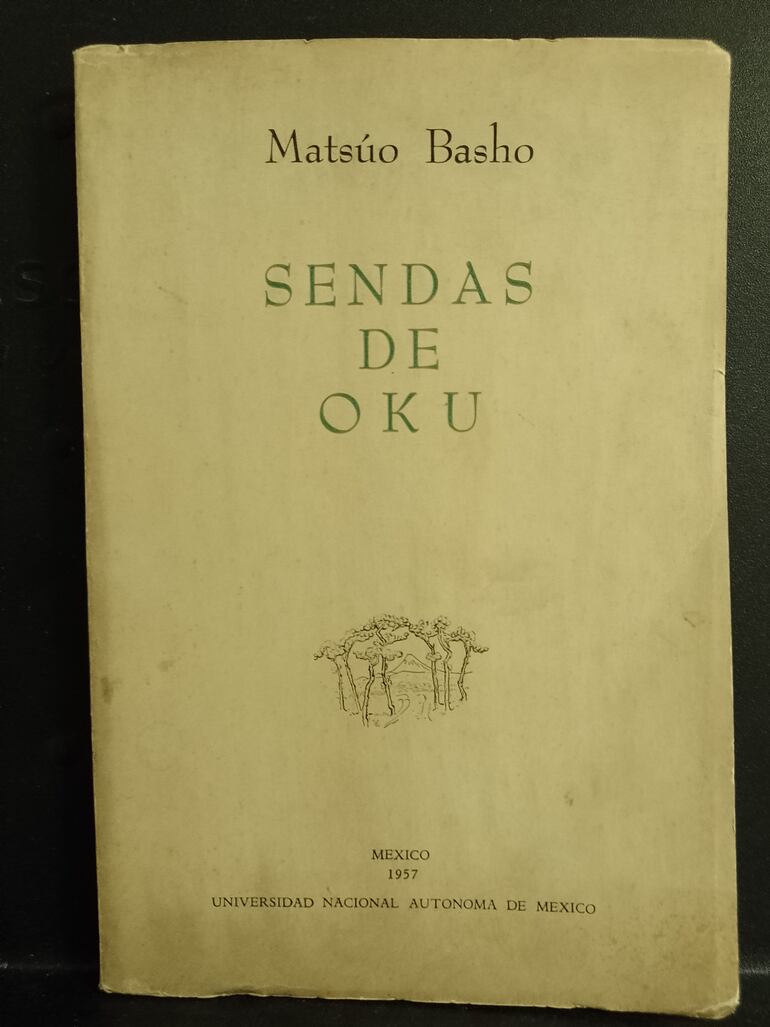 Matsúo Basho
SENDAS
DE
OKU
MEXICO
1957
UNIVERSIDAD NACIONAL AUTONOMA DE MEXICO